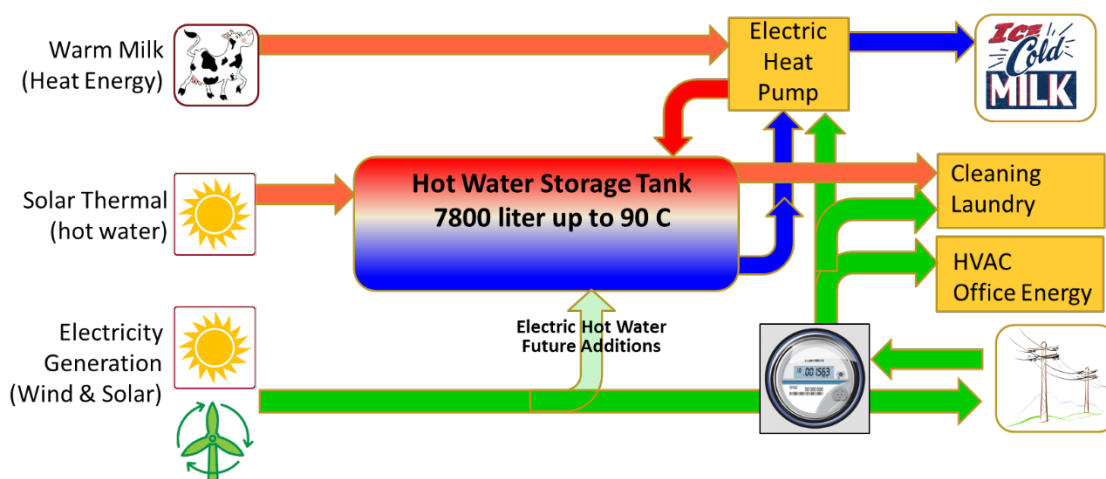 Warm Milk
(Heat Energy)
Electric
Heat
Pump
ICE
Cold
MILK
Solar Thermal
(hot water)
Hot Water Storage Tank
7800 liter up to 90 C
Cleaning
Laundry
HVAC
Office Energy
Electricity
Generation
(Wind & Solar)
Electric Hot Water
Future Additions
001563